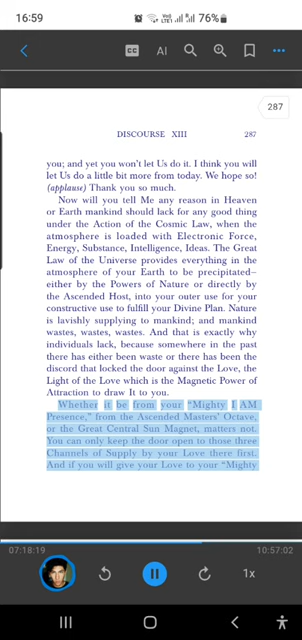 16:59
76%
CC
AI
287
DISCOURSE XIII 287
you; and yet you won't let Us do it. I think you will
let Us do a little bit more from today. We hope so!
(applause) Thank you so much.
Now will you tell Me any reason in Heaven
or Earth mankind should lack for any good thing
under the Action of the Cosmic Law, when the
atmosphere is loaded with Electronic Force,
Energy, Substance, Intelligence, Ideas. The Great
Law of the Universe provides everything in the
atmosphere of your Earth to be precipitated—
either by the Powers of Nature or directly by
the Ascended Host, into your outer use for your
constructive use to fulfill your Divine Plan. Nature
is lavishly supplying to mankind; and mankind
wastes, wastes, wastes. And that is exactly why
individuals lack, because somewhere in the past
there has either been waste or there has been the
discord that locked the door against the Love, the
Light of the Love which is the Magnetic Power of
Attraction to draw It to you.
Whether it be from your “Mighty I AM
Presence,” from the Ascended Masters' Octave,
or the Great Central Sun Magnet, matters not.
You can only keep the door open to those three
Channels of Supply by your Love there first.
And if you will give your Love to your “Mighty
07:18:19 10:57:02
1x